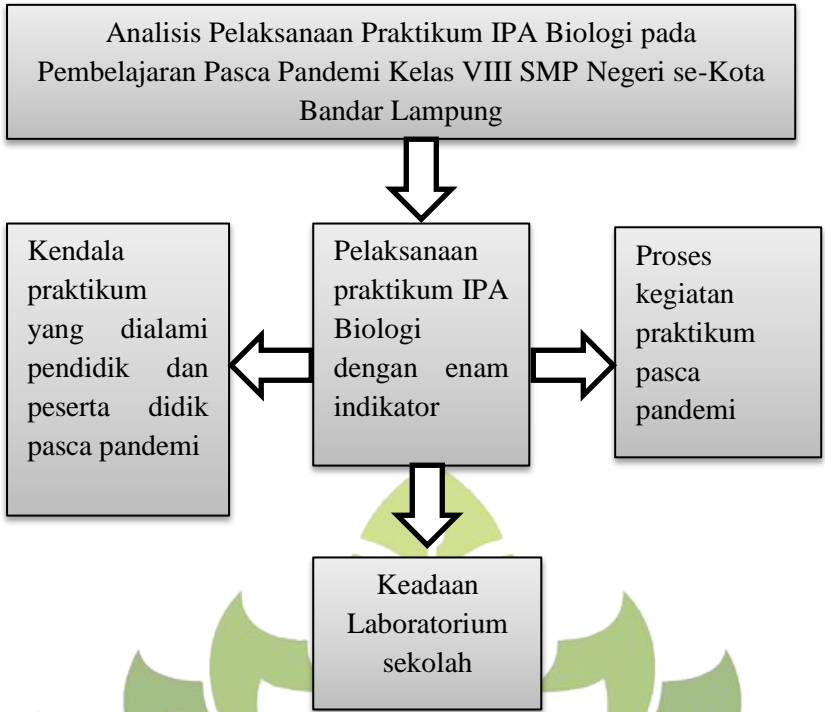 Analisis Pelaksanaan Praktikum IPA Biologi pada
Pembelajaran Pasca Pandemi Kelas VIII SMP Negeri se-Kota
Bandar Lampung
Kendala
praktikum
yang dialami
pendidik dan
peserta didik
pasca pandemi
Pelaksanaan
praktikum IPA
Biologi
dengan enam
indikator
Proses
kegiatan
praktikum
pasca
pandemi
Keadaan
Laboratorium
sekolah